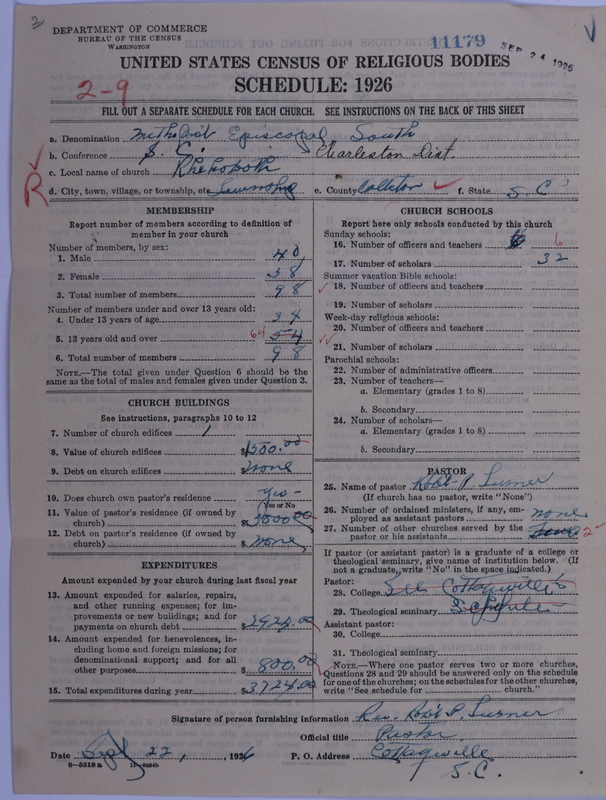 DEPARTMENT OF COMMERCE
BUREAU OF THE CENSUS
WASHINGTON
11179
SEP 24 1926
UNITED STATES CENSUS OF RELIGIOUS BODIES
SCHEDULE: 1926
2-9
FILL OUT A SEPARATE SCHEDULE FOR EACH CHURCH. SEE INSTRUCTIONS ON THE BACK OF THIS SHEET
a. Denomination Methodist Episcopal South
b. Conference S. C. Charleston Dist.
c. Local name of church Rhehoboth
R
d. City, town, village, or township, etc. Township e. County Colleton f. State S. C
MEMBERSHIP
Report number of members according to definition of member in your church
Number of members, by sex:
1. Male 40
2. Female 58
3. Total number of members 98
Number of members under and over 13 years old:
4. Under 13 years of age 34
5. 13 years old and over 64 54
6. Total number of members 98
NOTE.—The total given under Question 6 should be the same as the total of males and females given under Question 3.
CHURCH BUILDINGS
See instructions, paragraphs 10 to 12
7. Number of church edifices 1
8. Value of church edifices $1500.00
9. Debt on church edifices $none
10. Does church own pastor's residence yes
(Yes or No
11. Value of pastor's residence (if owned by church) $3500.00
12. Debt on pastor's residence (if owned by church) $none
EXPENDITURES
Amount expended by your church during last fiscal year
13. Amount expended for salaries, repairs, and other running expenses; for improvements or new buildings; and for payments on church debt $2924.00
14. Amount expended for benevolences, including home and foreign missions; for denominational support; and for all other purposes $800.00
15. Total expenditures during year $3724.00
CHURCH SCHOOLS
Report here only schools conducted by this church
Sunday schools:
16. Number of officers and teachers 6
17. Number of scholars 32
Summer vacation Bible schools:
18. Number of officers and teachers
19. Number of scholars
Week-day religious schools:
20. Number of officers and teachers
21. Number of scholars
Parochial schools:
22. Number of administrative officers
23. Number of teachers—
a. Elementary (grades 1 to 8)
b. Secondary
24. Number of scholars—
a. Elementary (grades 1 to 8)
b. Secondary
PASTOR
25. Name of pastor Robt P. Turner
(If church has no pastor, write "None")
26. Number of ordained ministers, if any, employed as assistant pastors none
27. Number of other churches served by the pastor or his assistants 2
If pastor (or assistant pastor) is a graduate of a college or theological seminary, give name of institution below. (If not a graduate, write "No" in the space indicated.)
Pastor:
28. College See Cottageville
29. Theological seminary Schedule
Assistant pastor:
30. College
31. Theological seminary
NOTE.—Where one pastor serves two or more churches, Questions 28 and 29 should be answered only on the schedule for one of the churches; on the schedules for the other churches, write "See schedule for church."
Signature of person furnishing information Rev. Robt P. Turner
Official title Pastor
Date Sept 22, 1926 P. O. Address Cottageville
S. C.
8—5518a